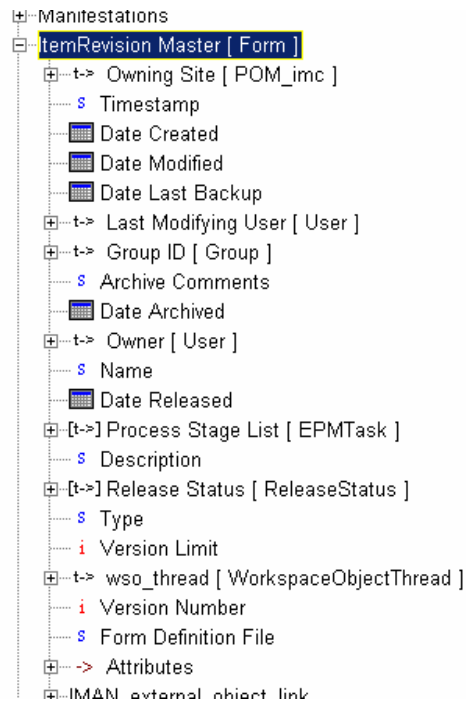 Manifestations
temRevision Master [ Form ]
t-> Owning Site [ POM_imc ]
s Timestamp
Date Created
Date Modified
Date Last Backup
t-> Last Modifying User [ User ]
t-> Group ID [ Group ]
s Archive Comments
Date Archived
t-> Owner [ User ]
s Name
Date Released
[t->] Process Stage List [ EPMTask ]
s Description
[t->] Release Status [ ReleaseStatus ]
s Type
i Version Limit
t-> wso_thread [ WorkspaceObjectThread ]
i Version Number
s Form Definition File
-> Attributes
IMAN_external_object_link